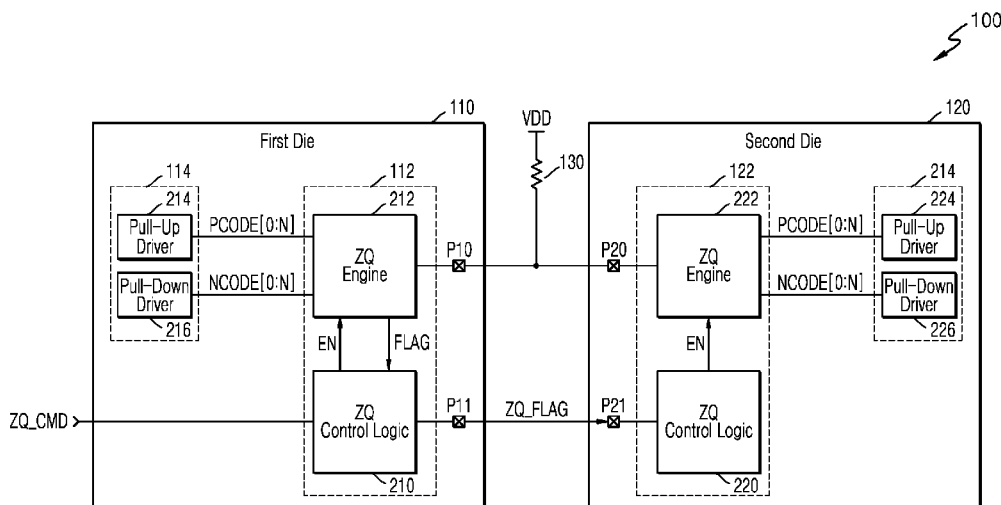 100
110
120
VDD
First Die
Second Die
130
114
112
122
214
214
212
222
224
Pull-Up
Driver
PCODE[0:N]
ZQ
Engine
P10
P20
ZQ
Engine
PCODE[0:N]
Pull-Up
Driver
Pull-Down
Driver
NCODE[0:N]
NCODE[0:N]
Pull-Down
Driver
216
226
EN
FLAG
EN
ZQ_CMD
ZQ
Control Logic
P11
ZQ_FLAG
P21
ZQ
Control Logic
210
220